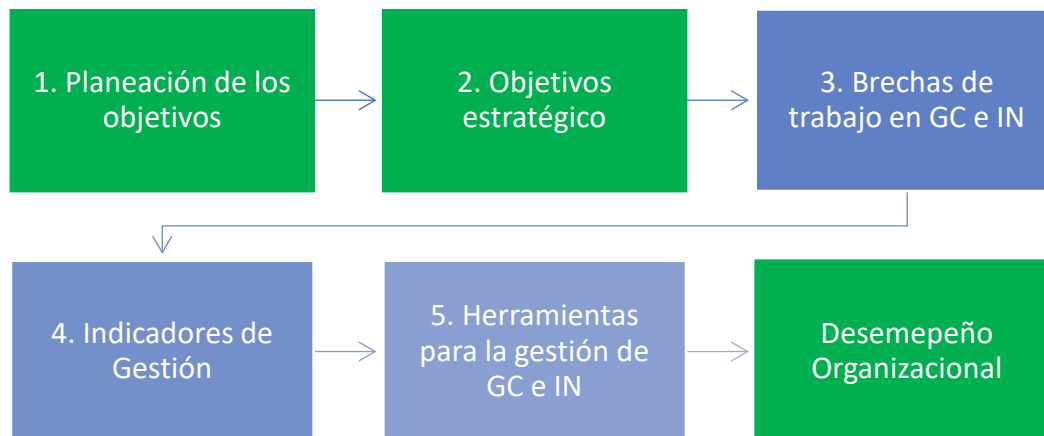 1. Planeación de los
objetivos
2. Objetivos
estratégico
3. Brechas de
trabajo en GC e IN
4. Indicadores de
Gestión
5. Herramientas
para la gestión de
GC e IN
Desemepeño
Organizacional